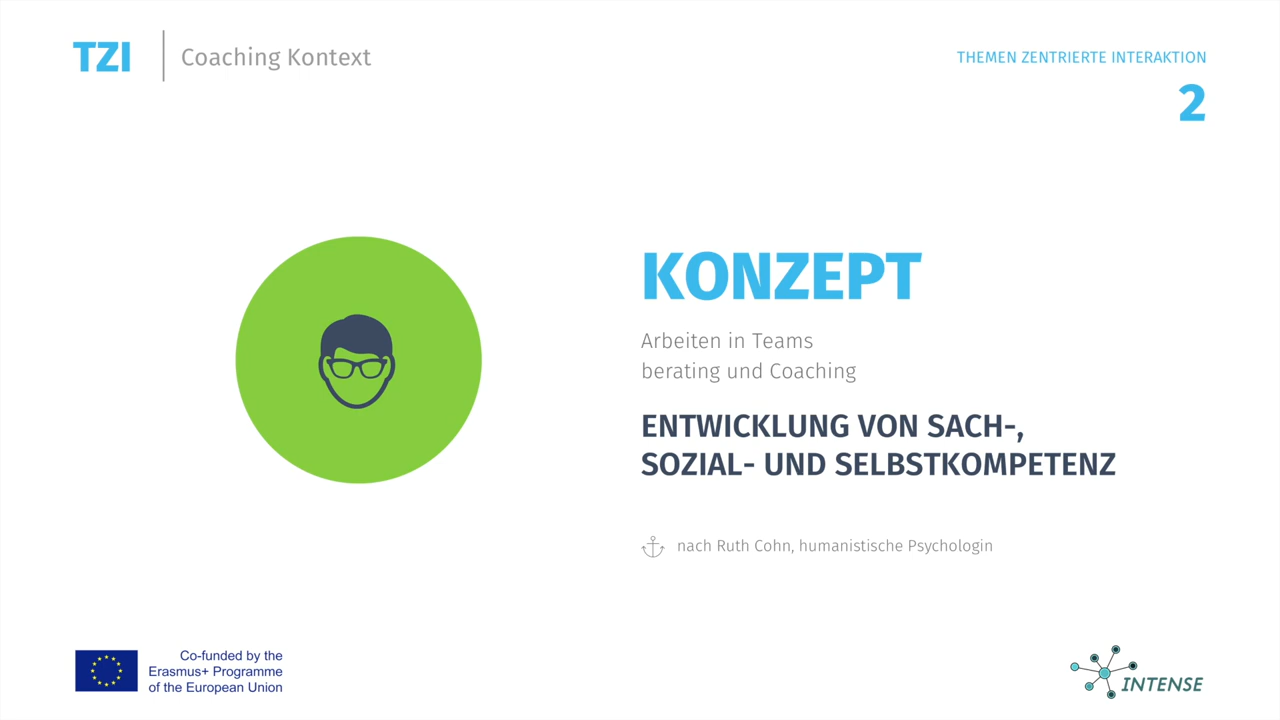 TZI
Coaching Kontext
THEMEN ZENTRIERTE INTERAKTION
2
KONZEPT
Arbeiten in Teams
berating und Coaching
ENTWICKLUNG VON SACH-,
SOZIAL- UND SELBSTKOMPETENZ
nach Ruth Cohn, humanistische Psychologin
Co-funded by the
Erasmus+ Programme
of the European Union
INTENSE